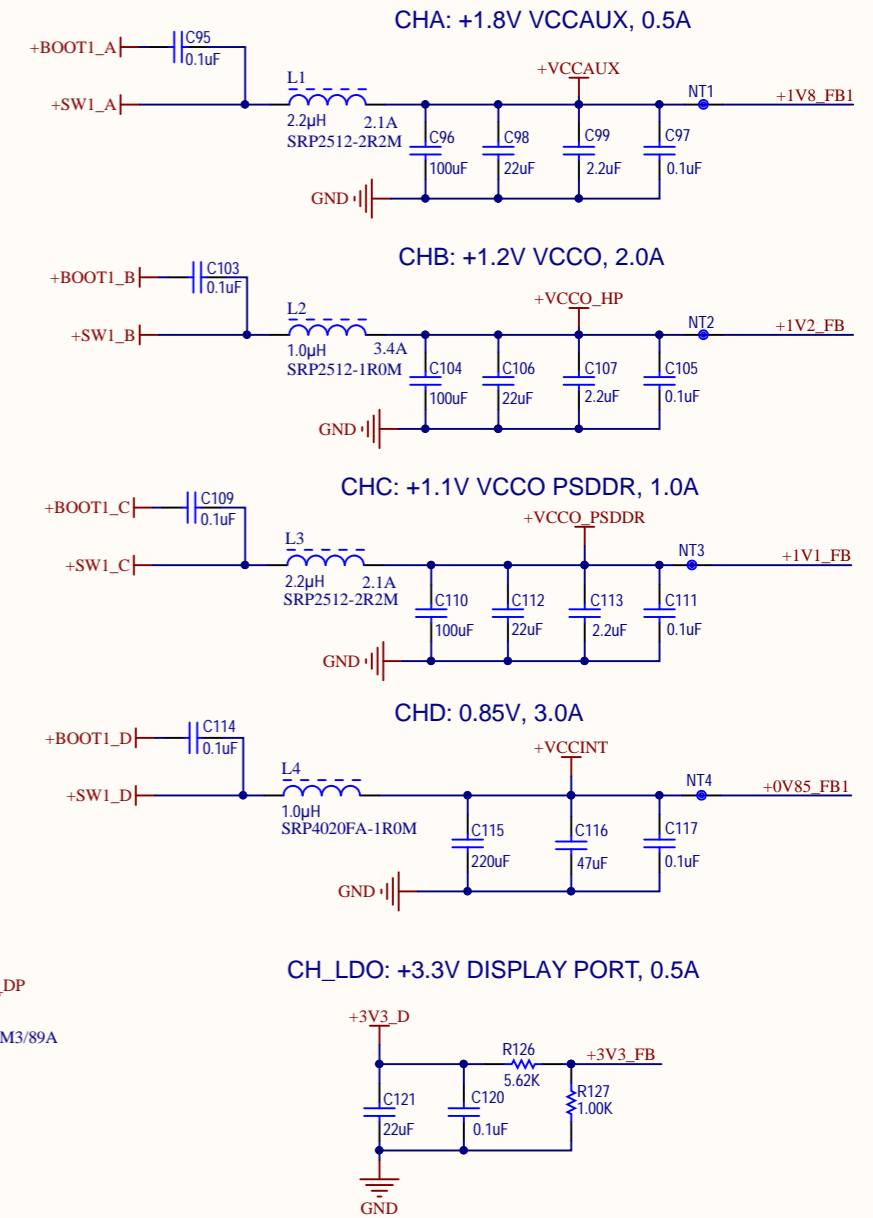 CHA: +1.8V VCCAUX, 0.5A
+BOOT1_A
C95
0.1uF
+VCCAUX
+SW1_A
L1
2.2µH
2.1A
SRP2512-2R2M
NT1
+1V8_FB1
C96
100uF
C98
22uF
C99
2.2uF
C97
0.1uF
GND
CHB: +1.2V VCCO, 2.0A
+BOOT1_B
C103
0.1uF
+VCCO_HP
+SW1_B
L2
1.0µH
3.4A
SRP2512-1R0M
NT2
+1V2_FB
C104
100uF
C106
22uF
C107
2.2uF
C105
0.1uF
GND
CHC: +1.1V VCCO PSDDR, 1.0A
+BOOT1_C
C109
0.1uF
+VCCO_PSDDR
+SW1_C
L3
2.2µH
2.1A
SRP2512-2R2M
NT3
+1V1_FB
C110
100uF
C112
22uF
C113
2.2uF
C111
0.1uF
GND
CHD: 0.85V, 3.0A
+BOOT1_D
C114
0.1uF
+VCCINT
+SW1_D
L4
1.0µH
SRP4020FA-1R0M
NT4
+0V85_FB1
C115
220uF
C116
47uF
C117
0.1uF
GND
CH_LDO: +3.3V DISPLAY PORT, 0.5A
_DP
M3/89A
+3V3_D
R126
5.62K
+3V3_FB
C121
22uF
C120
0.1uF
R127
1.00K
GND